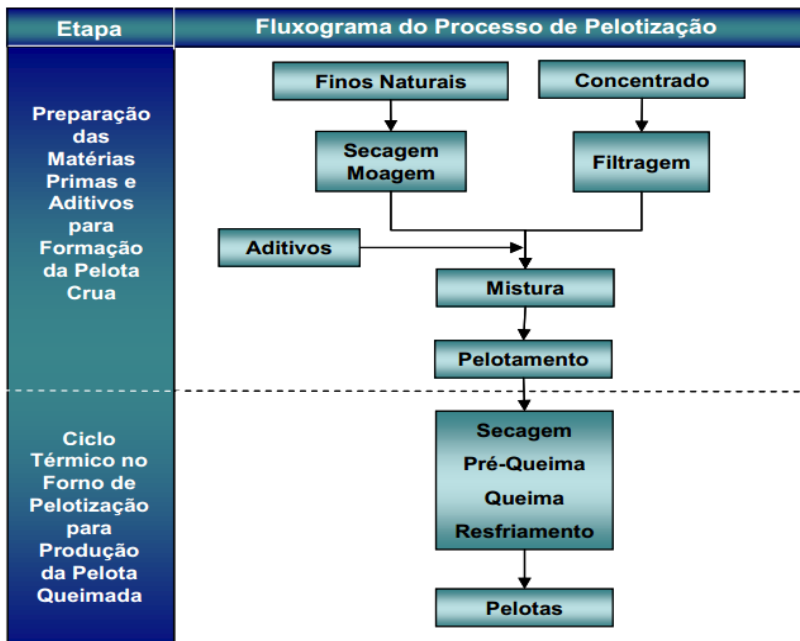 Etapa
Fluxograma do Processo de Pelotização
Preparação
das
Matérias
Primas e
Aditivos
para
Formação
da Pelota
Crua
Finos Naturais
Concentrado
Secagem
Moagem
Filtragem
Aditivos
Mistura
Pelotamento
Ciclo
Térmico no
Forno de
Pelotização
para
Produção
da Pelota
Queimada
Secagem
Pré-Queima
Queima
Resfriamento
Pelotas